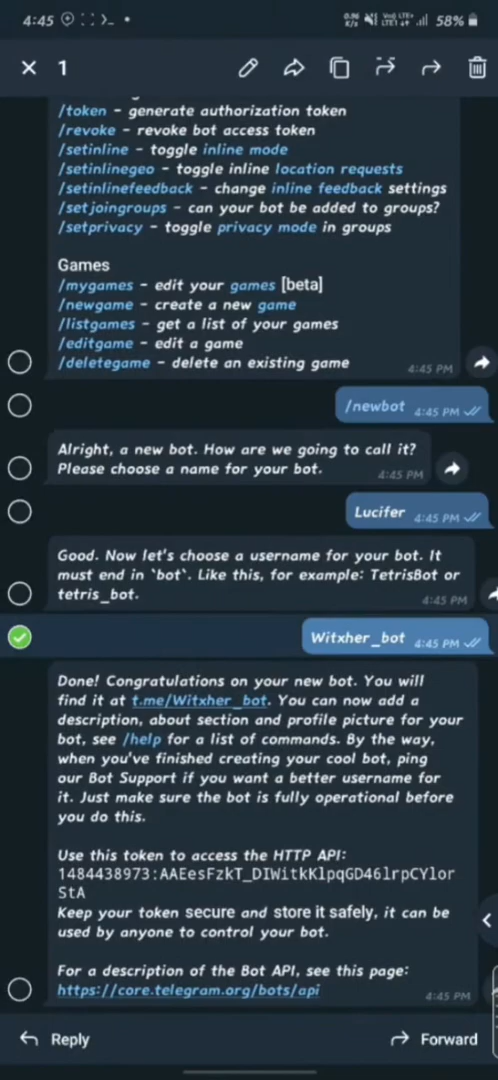 4:45
0.96 K/s
Vo)) LTE+
LTE1
58%
1
/token - generate authorization token
/revoke - revoke bot access token
/setinline - toggle inline mode
/setinlinegeo - toggle inline location requests
/setinlinefeedback - change inline feedback settings
/setjoingroups - can your bot be added to groups?
/setprivacy - toggle privacy mode in groups
Games
/mygames - edit your games [beta]
/newgame - create a new game
/listgames - get a list of your games
/editgame - edit a game
/deletegame - delete an existing game
4:45 PM
/newbot 4:45 PM
Alright, a new bot. How are we going to call it?
Please choose a name for your bot.
4:45 PM
Lucifer 4:45 PM
Good. Now let's choose a username for your bot. It
must end in `bot`. Like this, for example: TetrisBot or
tetris_bot.
4:45 PM
Witxher_bot 4:45 PM
Done! Congratulations on your new bot. You will
find it at t.me/Witxher_bot. You can now add a
description, about section and profile picture for your
bot, see /help for a list of commands. By the way,
when you've finished creating your cool bot, ping
our Bot Support if you want a better username for
it. Just make sure the bot is fully operational before
you do this.
Use this token to access the HTTP API:
1484438973:AAEesFzkT_DIWitkKlpqGD46lrpCYlor
StA
Keep your token secure and store it safely, it can be
used by anyone to control your bot.
For a description of the Bot API, see this page:
https://core.telegram.org/bots/api
4:45 PM
Reply
Forward